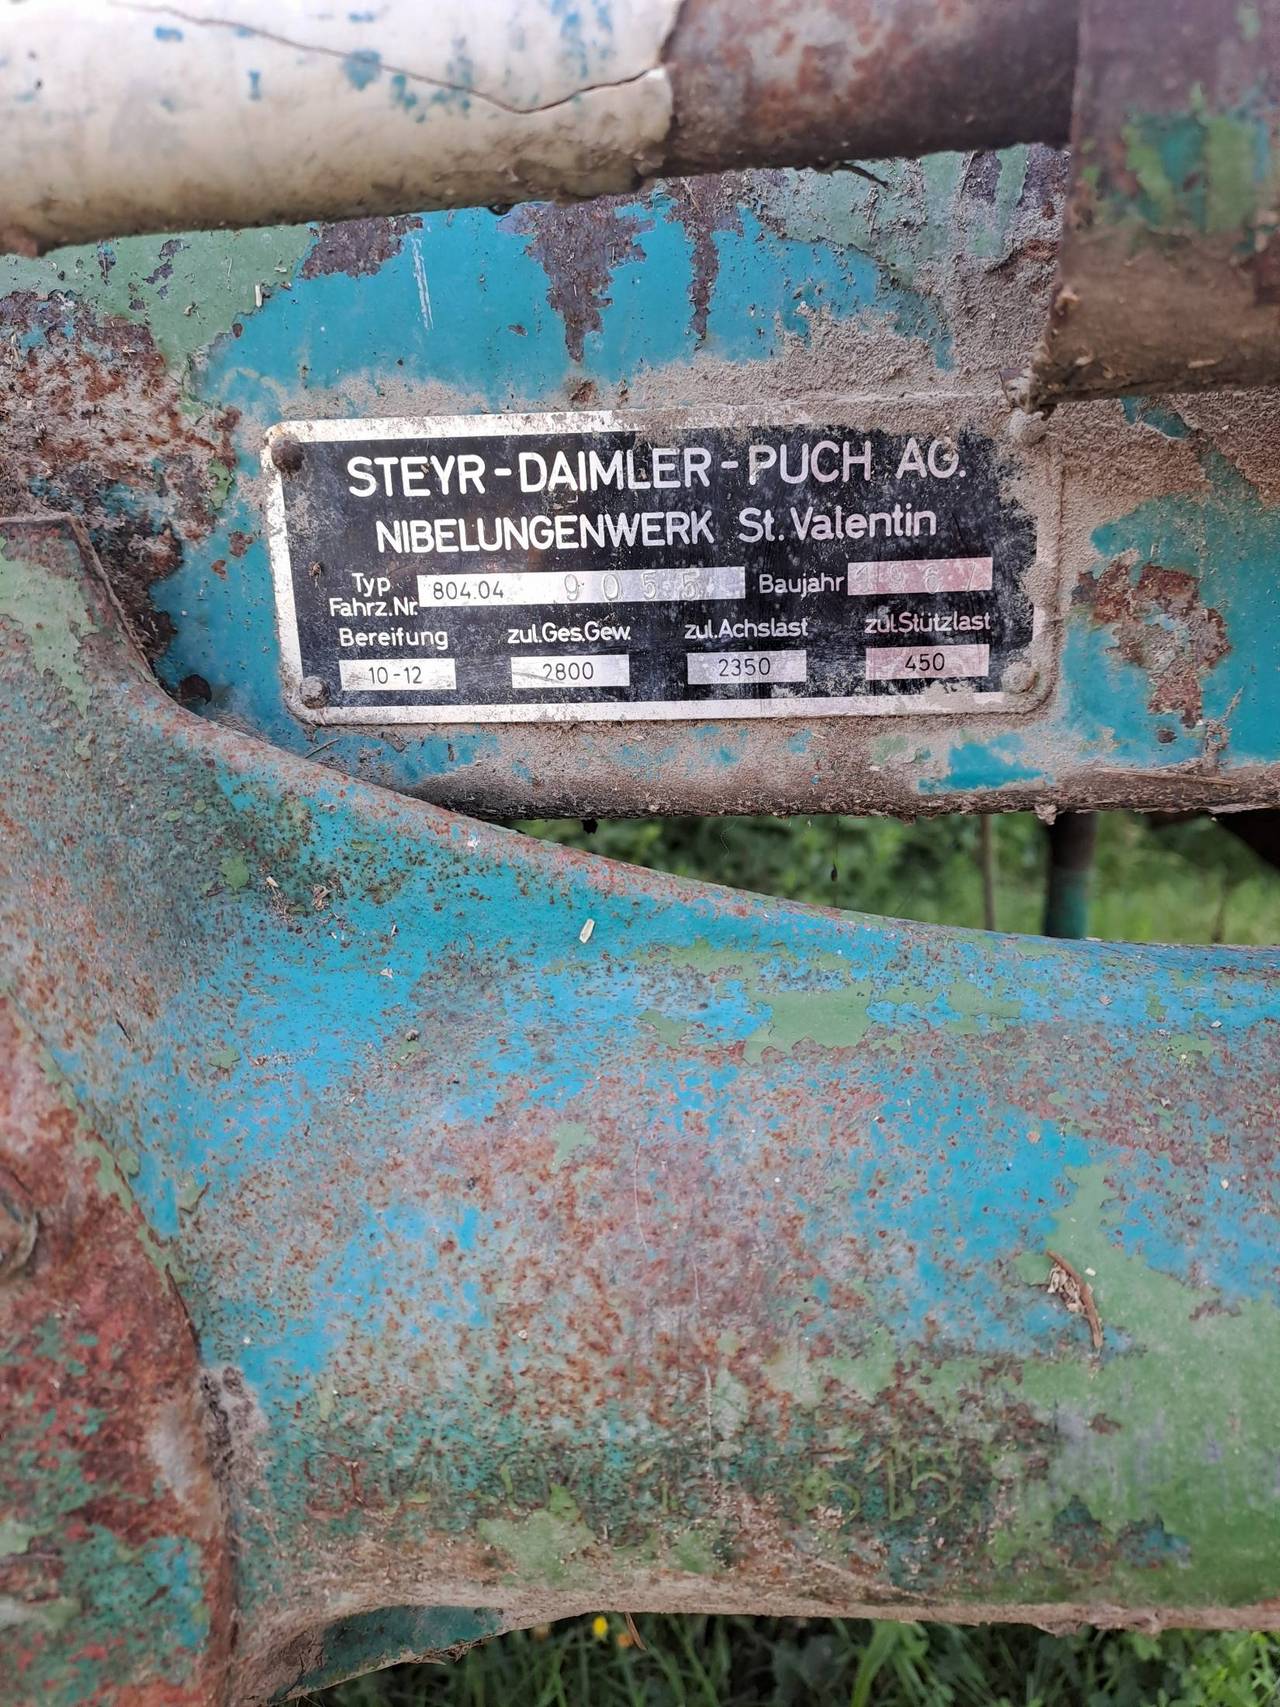 STEYR-DAIMLER-PUCH AG.
NIBELUNGENWERK St. Valentin
Typ
Fahrz.Nr. 804.04 9055 Baujahr 1967
Bereifung zul.Ges.Gew. zul.Achslast zul.Stützlast
10-12 2800 2350 450